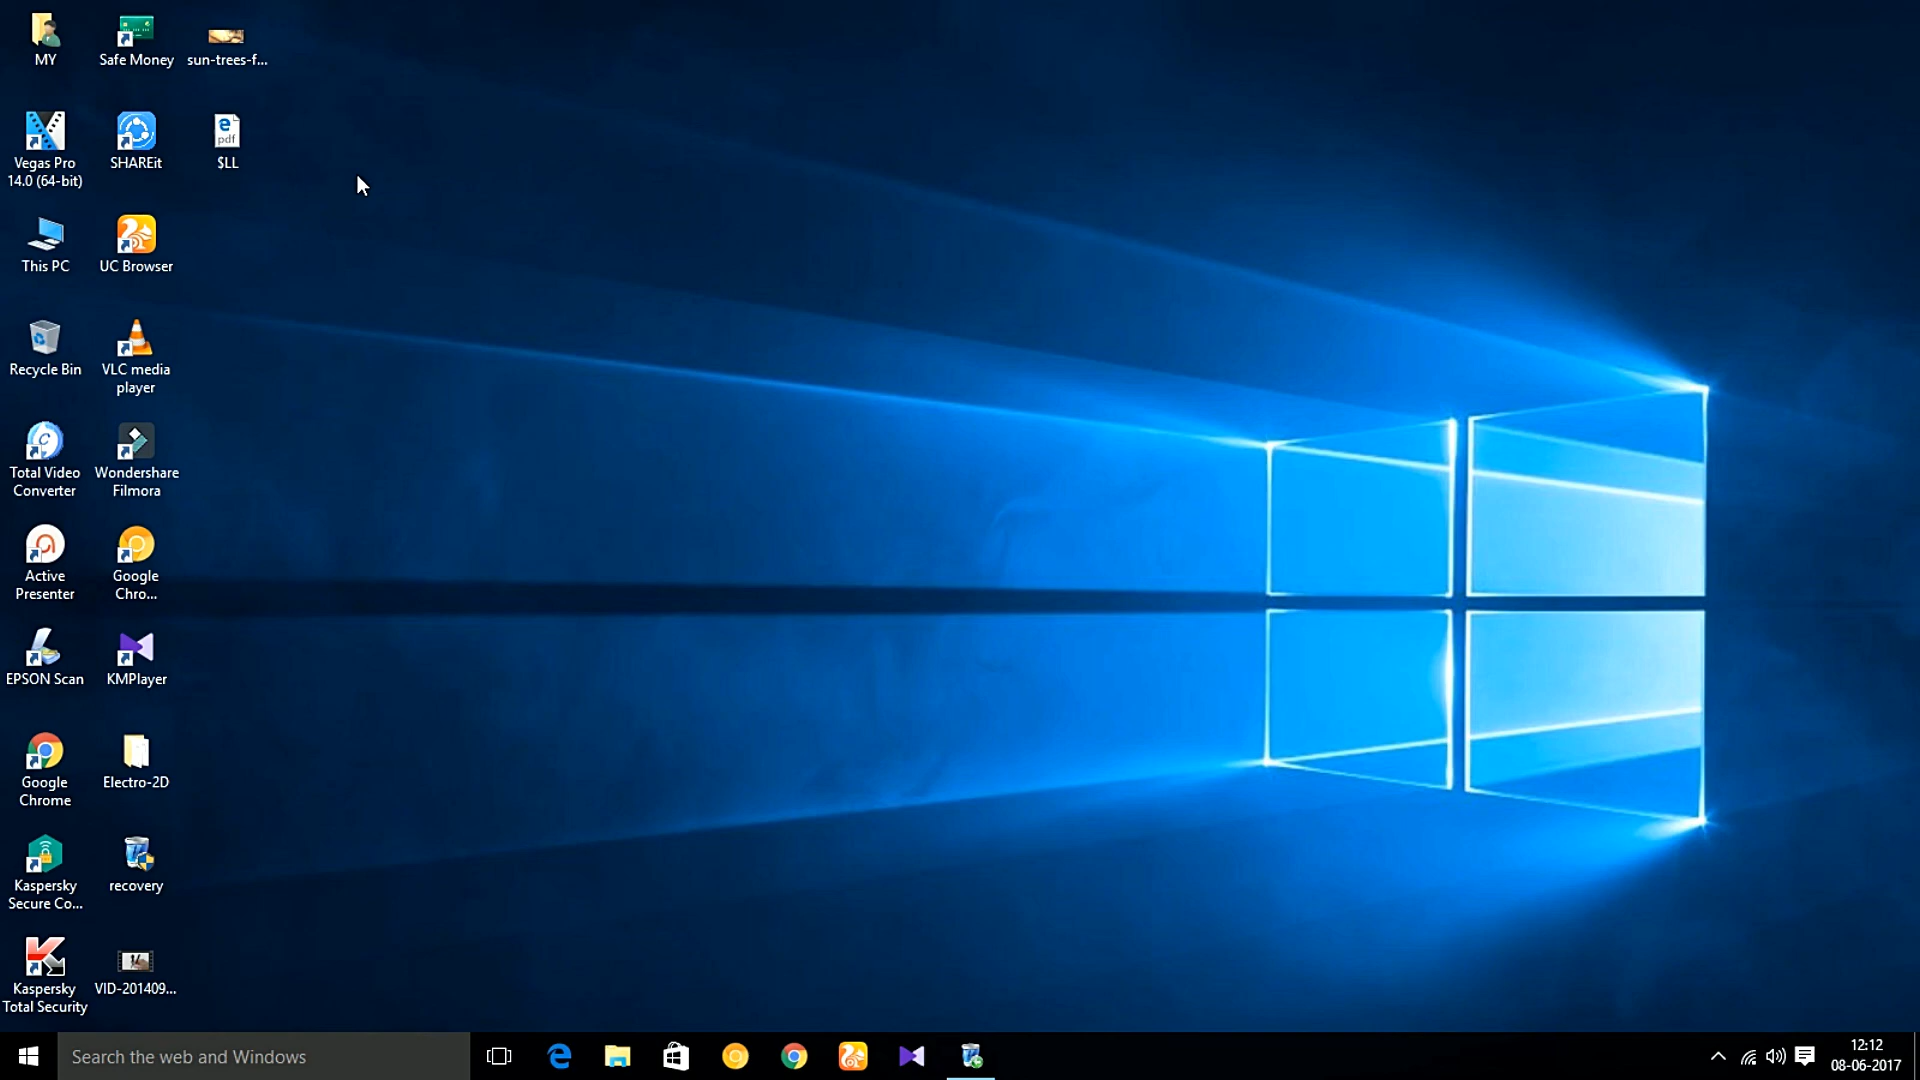 MY
Safe Money
sun-trees-f...
Vegas Pro
14.0 (64-bit)
SHAREit
pdf
$LL
This PC
UC Browser
Recycle Bin
VLC media
player
Total Video
Converter
Wondershare
Filmora
Active
Presenter
Google
Chro...
EPSON Scan
KMPlayer
Google
Chrome
Electro-2D
Kaspersky
Secure Co...
recovery
Kaspersky
Total Security
VID-201409...
Search the web and Windows
12:12
08-06-2017